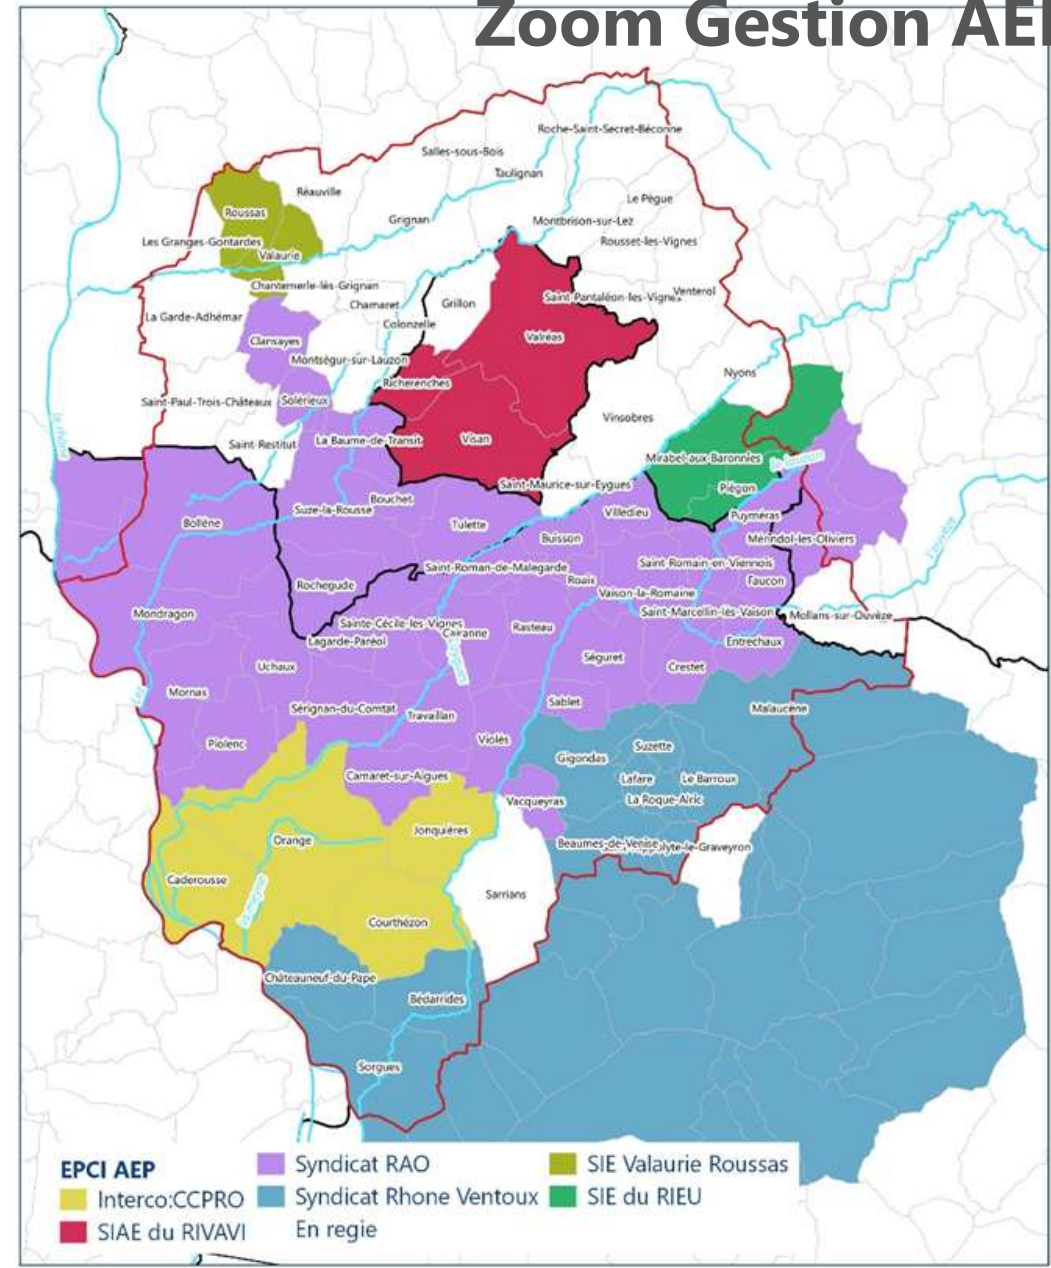 Zoom Gestion AE
Roche-Saint-Secret-Béconne
Salles-sous-Bois
Taulignan
Réauville
Le Pègue
Roussas
Grignan
Montbrison-sur-Lez
Les Granges-Gontardes
Rousset-les-Vignes
Valaurie
Chantemerle-lès-Grignan
Saint-Pantaléon-les-Vignes
Venterol
Chamaret
Grillon
La Garde-Adhémar
Colonzelle
Clansayes
Valréas
Montségur-sur-Lauzon
Nyons
Richerenches
Saint-Paul-Trois-Châteaux
Solérieux
Vinsobres
le rhône
Saint-Restitut
La Baume-de-Transit
Visan
Mirabel-aux-Baronnies
le lauzon
Saint-Maurice-sur-Eygues
Piégon
Bouchet
Suze-la-Rousse
Villedieu
Puyméras
Bollène
Tulette
Buisson
Mérindol-les-Oliviers
l'ouvèze
Saint-Roman-de-Malegarde
Saint-Romain-en-Viennois
Roaix
Faucon
Rochegude
Vaison-la-Romaine
Mondragon
Saint-Marcellin-lès-Vaison
Mollans-sur-Ouvèze
Sainte-Cécile-les-Vignes
Cairanne
Rasteau
Lagarde-Paréol
Entrechaux
Séguret
Uchaux
Crestet
Mornas
Sablet
Sérignan-du-Comtat
Travaillan
Malaucène
Piolenc
Violès
Suzette
Gigondas
Camaret-sur-Aigues
Lafare
Le Barroux
Vacqueyras
La Roque-Alric
Jonquières
Orange
Beaumes-de-Venise
Caderousse
Sarrians
Courthézon
Châteauneuf-du-Pape
Bédarrides
Sorgues
EPCI AEP
Interco:CCPRO
SIAE du RIVAVI
Syndicat RAO
Syndicat Rhone Ventoux
En regie
SIE Valaurie Roussas
SIE du RIEU